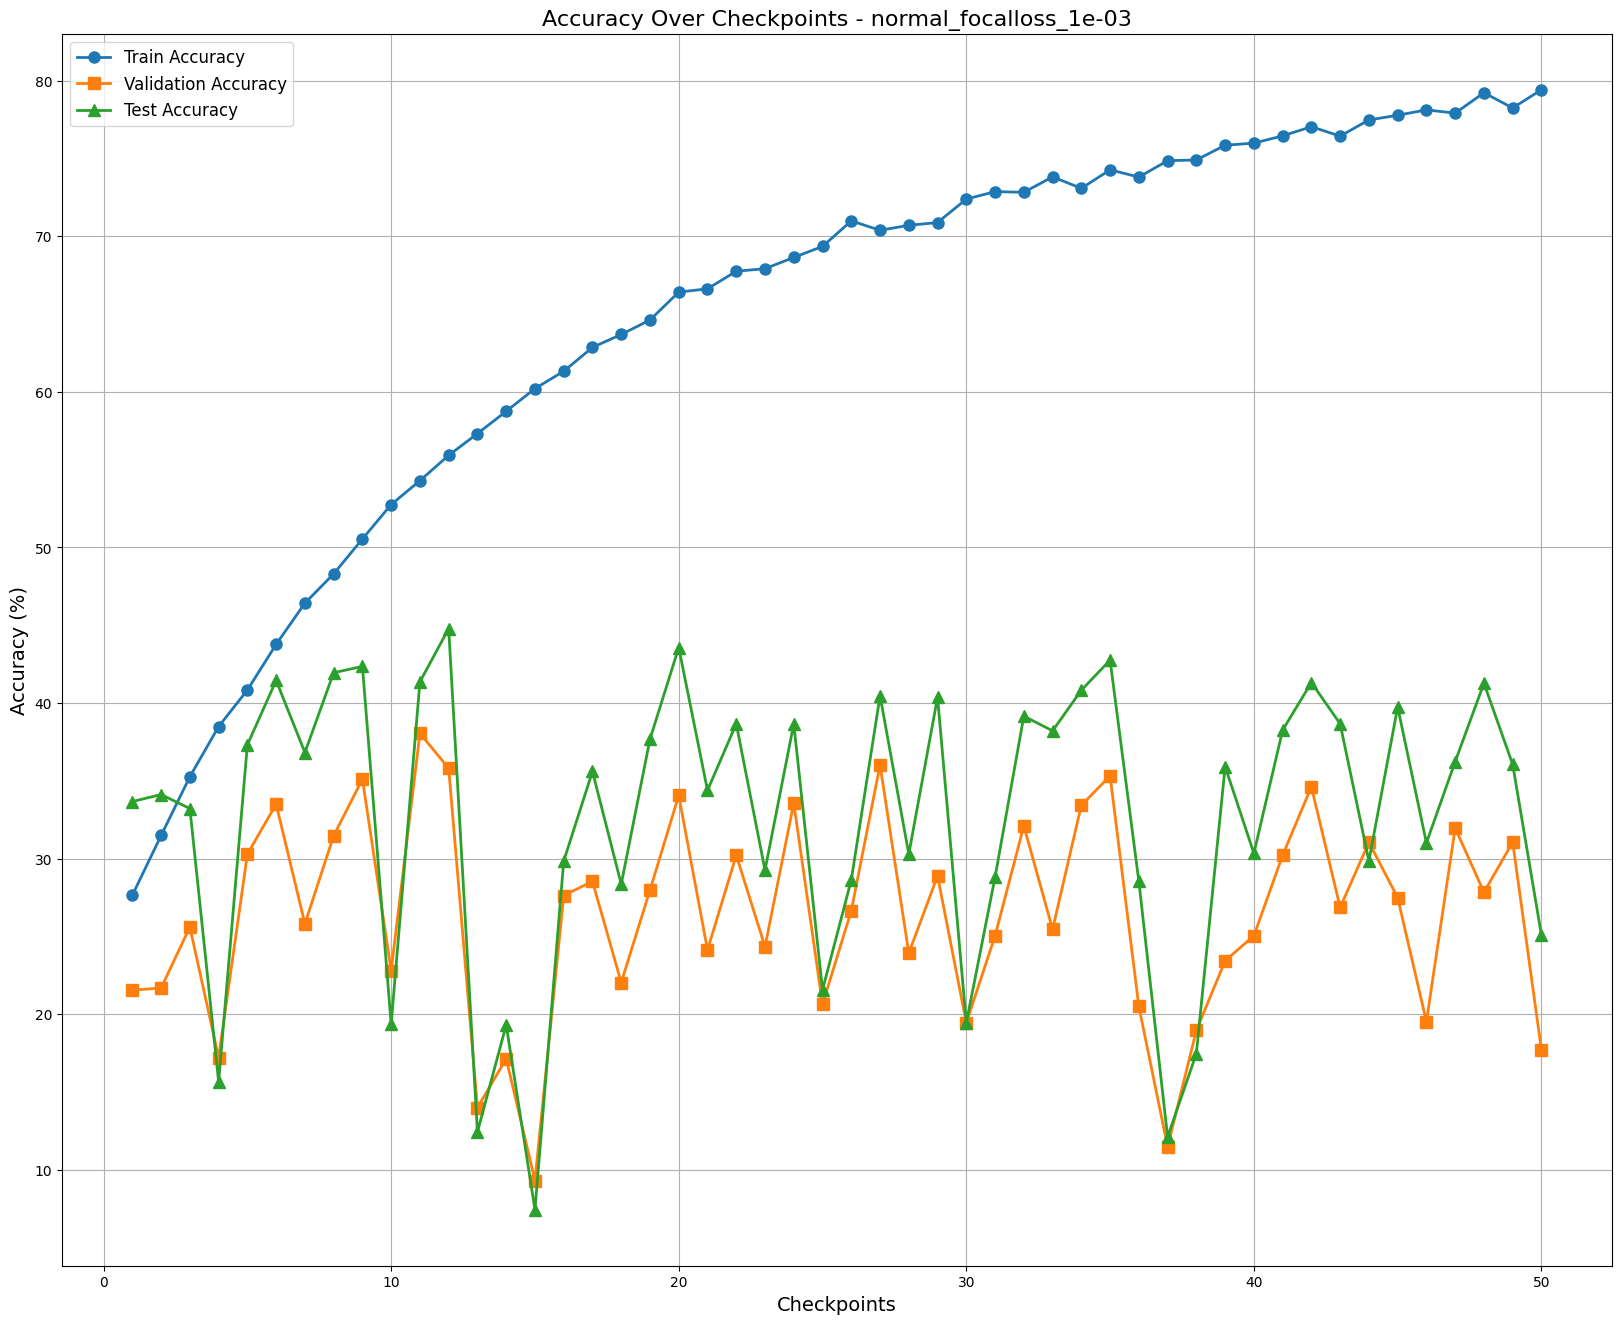 Accuracy Over Checkpoints - normal_focalloss_1e-03
Train Accuracy
Validation Accuracy
Test Accuracy
Accuracy (%)
80
70
60
50
40
30
20
10
0 10 20 30 40 50
Checkpoints